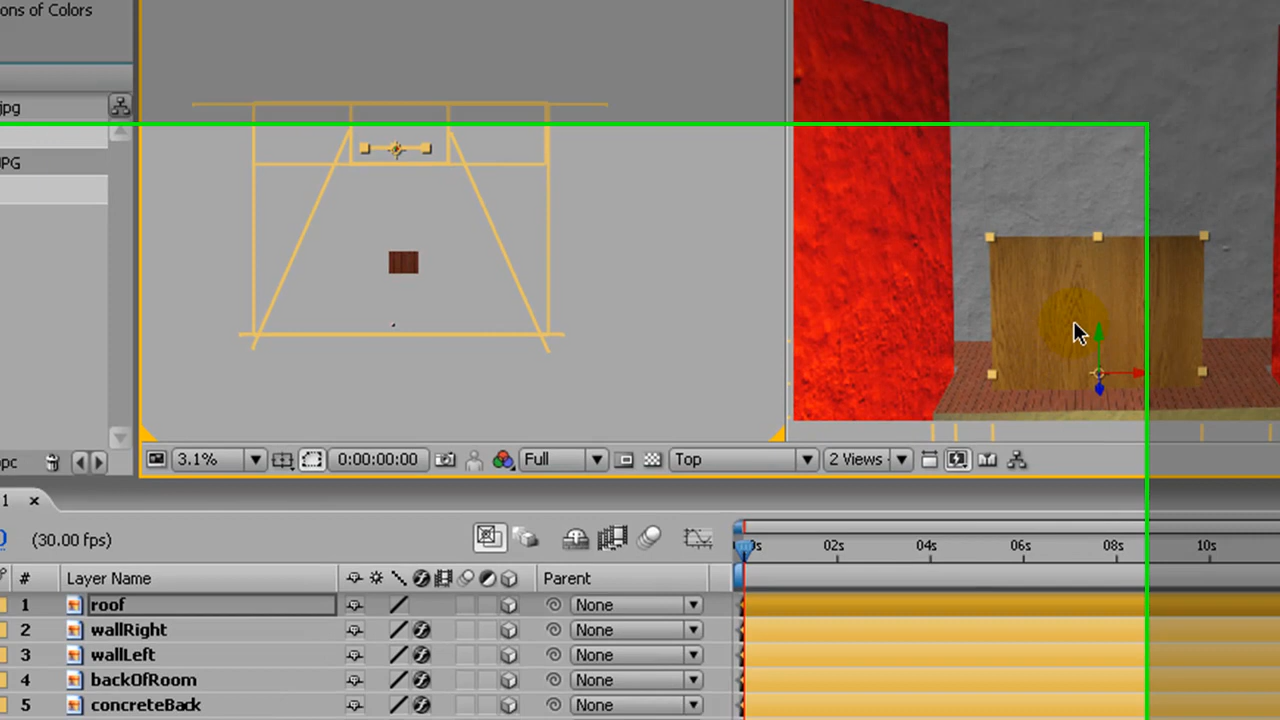 ons of Colors
jpg
JPG
pc
3.1%
0:00:00:00
Full
Top
2 Views
1
(30.00 fps)
0s 02s 04s 06s 08s 10s
# Layer Name Parent
1 roof None
2 wallRight None
3 wallLeft None
4 backOfRoom None
5 concreteBack None